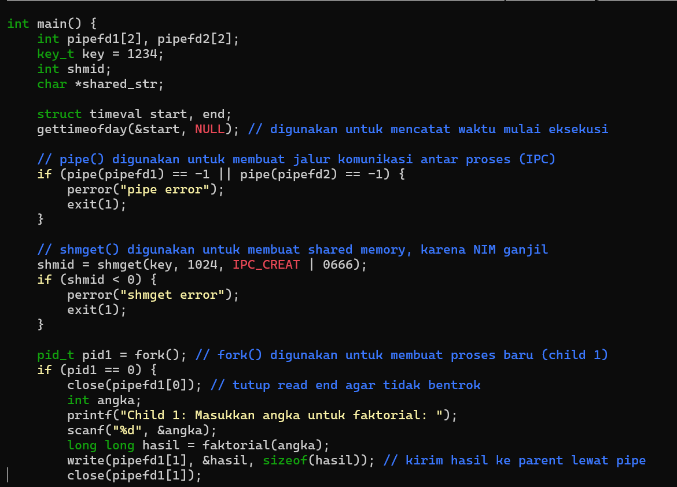 int main() {
    int pipefd1[2], pipefd2[2];
    key_t key = 1234;
    int shmid;
    char *shared_str;

    struct timeval start, end;
    gettimeofday(&start, NULL); // digunakan untuk mencatat waktu mulai eksekusi

    // pipe() digunakan untuk membuat jalur komunikasi antar proses (IPC)
    if (pipe(pipefd1) == -1 || pipe(pipefd2) == -1) {
        perror("pipe error");
        exit(1);
    }

    // shmget() digunakan untuk membuat shared memory, karena NIM ganjil
    shmid = shmget(key, 1024, IPC_CREAT | 0666);
    if (shmid < 0) {
        perror("shmget error");
        exit(1);
    }

    pid_t pid1 = fork(); // fork() digunakan untuk membuat proses baru (child 1)
    if (pid1 == 0) {
        close(pipefd1[0]); // tutup read end agar tidak bentrok
        int angka;
        printf("Child 1: Masukkan angka untuk faktorial: ");
        scanf("%d", &angka);
        long long hasil = faktorial(angka);
        write(pipefd1[1], &hasil, sizeof(hasil)); // kirim hasil ke parent lewat pipe
        close(pipefd1[1]);